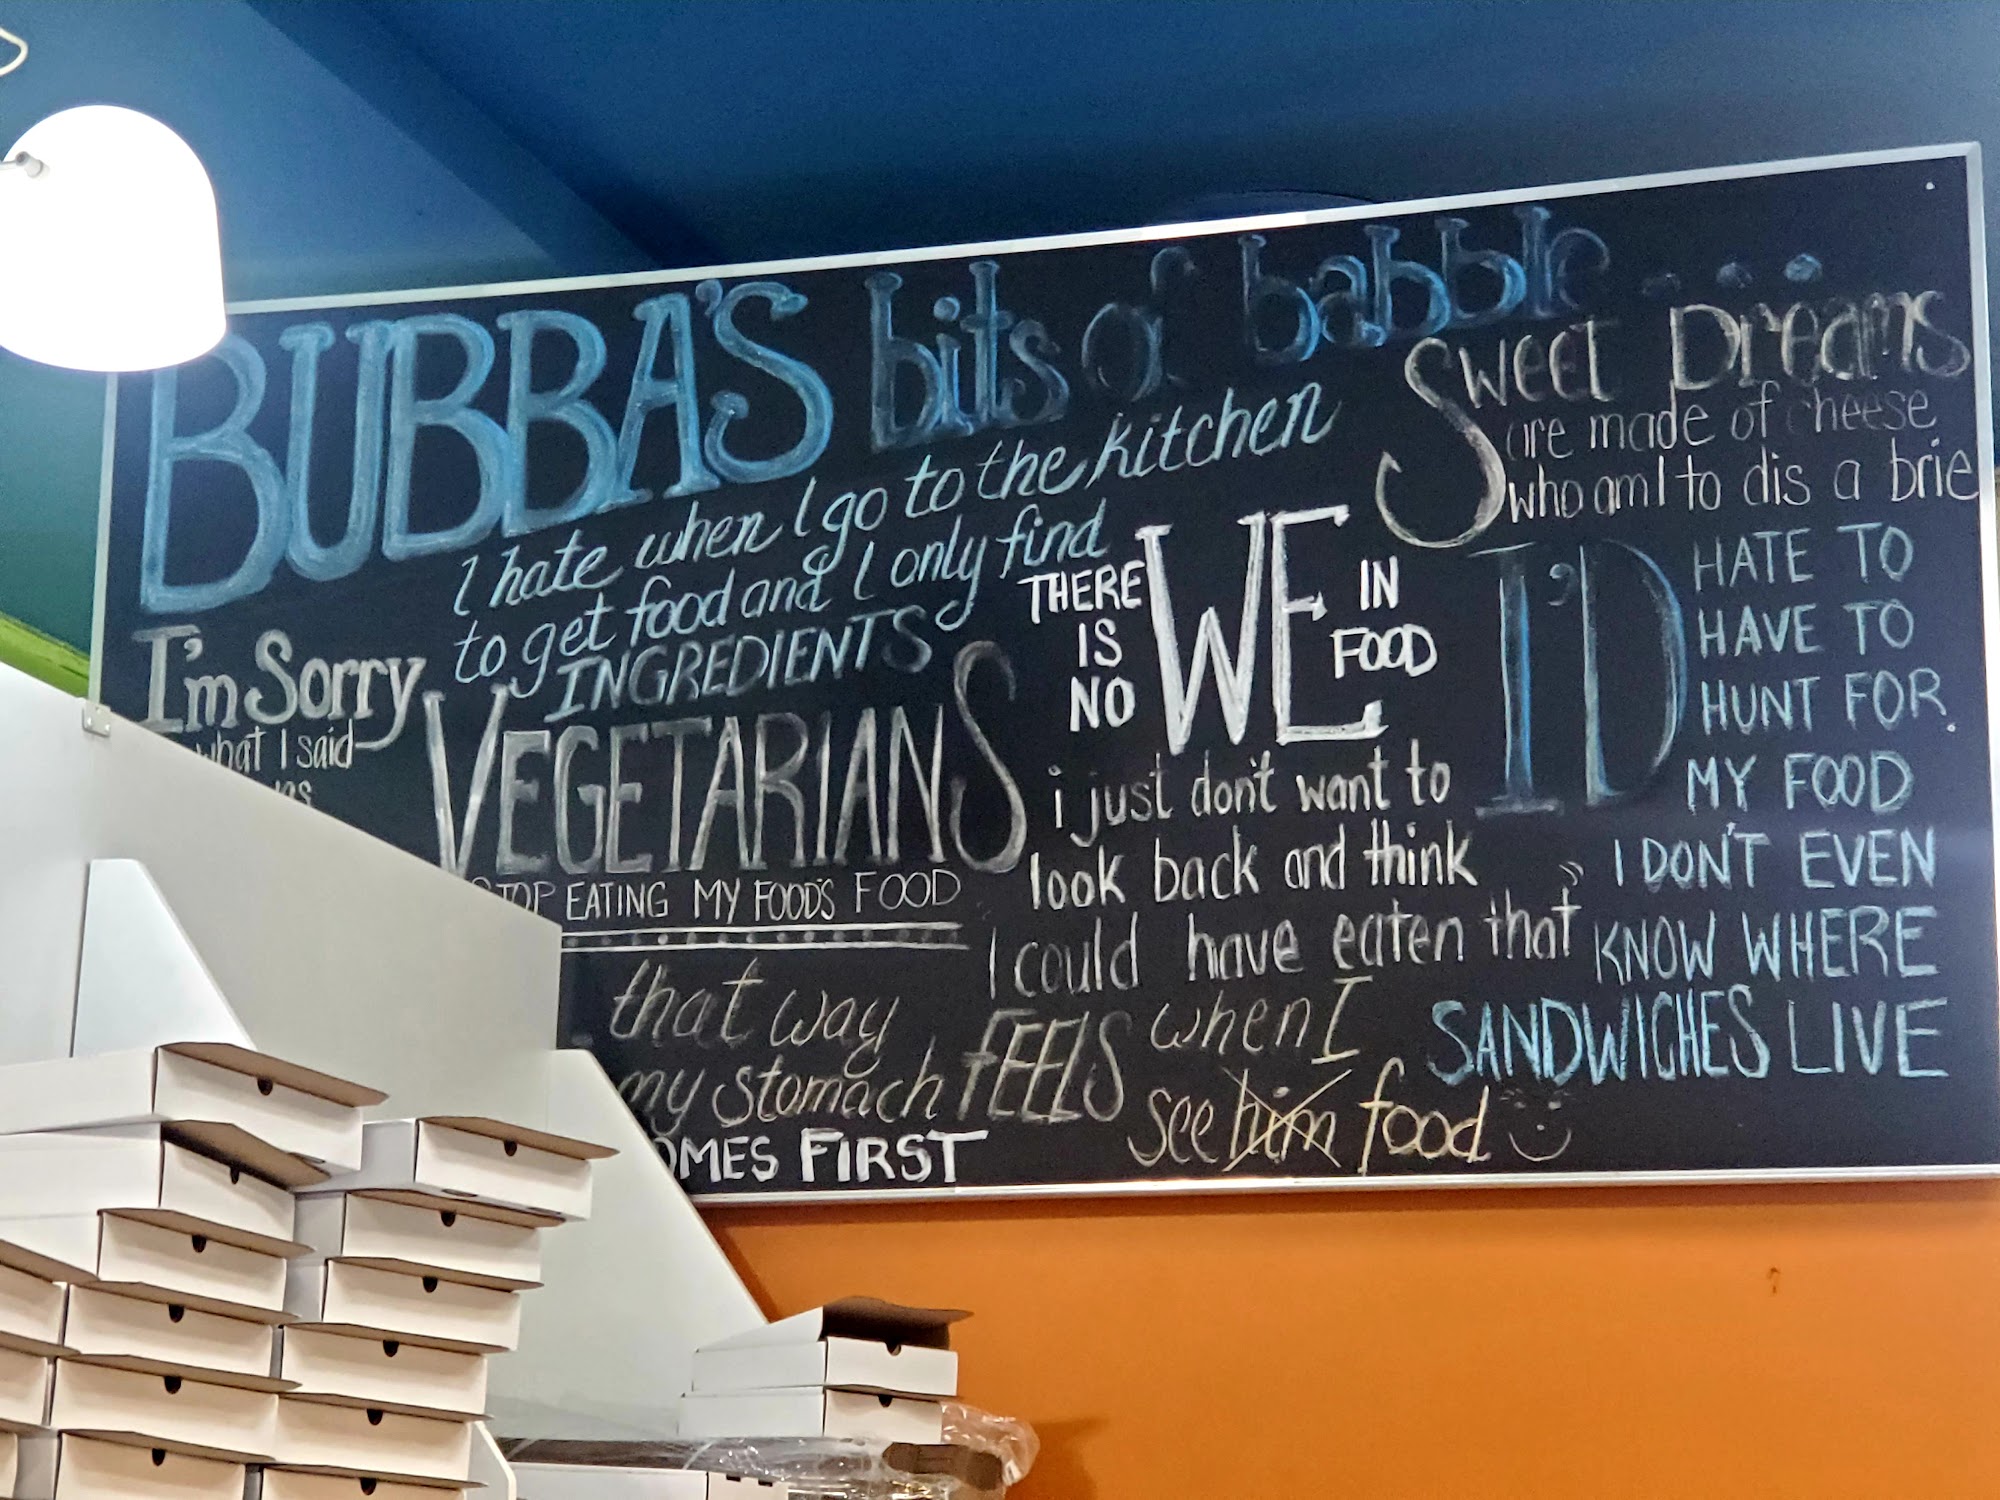 BUBBA'S bits of babble....
I hate when I go to the kitchen
to get food and I only find
INGREDIENTS
Sweet Dreams
are made of cheese
who am I to dis a brie
I'm Sorry
what I said
VEGETARIANS
STOP EATING MY FOOD'S FOOD
THERE
IS
NO
WE
IN
FOOD
I'D
HATE TO
HAVE TO
HUNT FOR
MY FOOD
I DON'T EVEN
KNOW WHERE
SANDWICHES LIVE
i just don't want to
look back and think
I could have eaten that"
that way
my stomach FEELS
when I
see him food
OMES FIRST